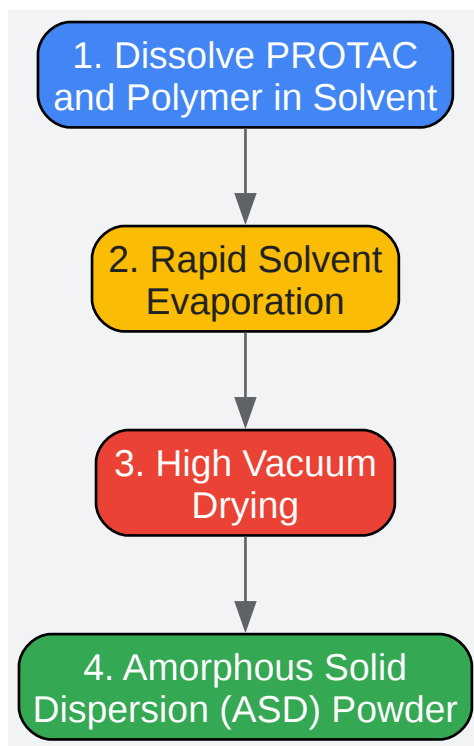 1. Dissolve PROTAC
and Polymer in Solvent
2. Rapid Solvent
Evaporation
3. High Vacuum
Drying
4. Amorphous Solid
Dispersion (ASD) Powder